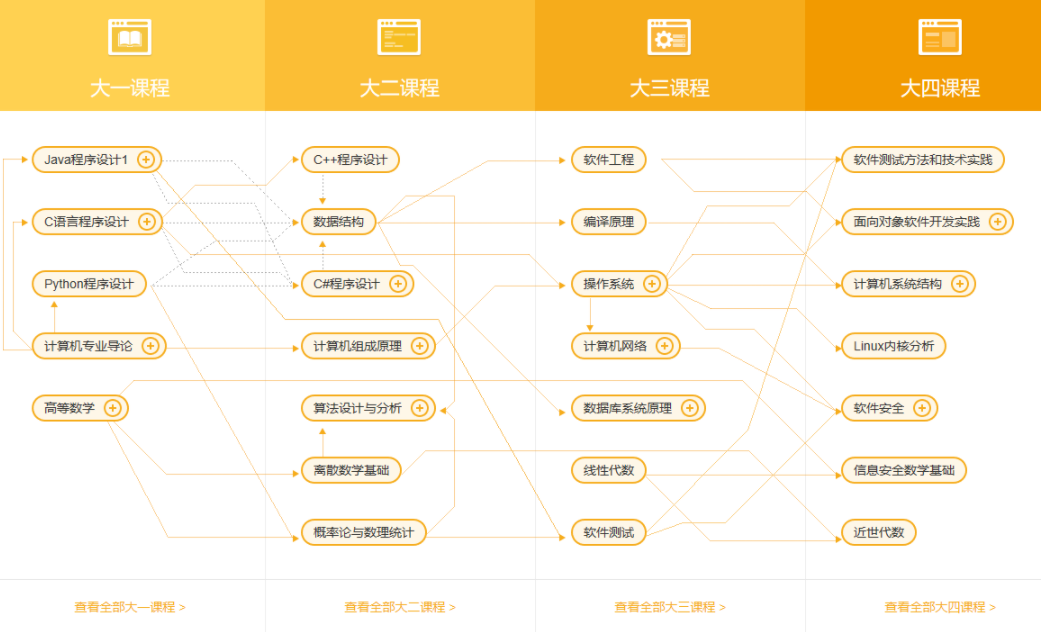 大一课程
大二课程
大三课程
大四课程
Java程序设计1
C++程序设计
软件工程
软件测试方法和技术实践
C语言程序设计
数据结构
编译原理
面向对象软件开发实践
Python程序设计
C#程序设计
操作系统
计算机系统结构
计算机专业导论
计算机组成原理
计算机网络
Linux内核分析
高等数学
算法设计与分析
数据库系统原理
软件安全
离散数学基础
线性代数
信息安全数学基础
概率论与数理统计
软件测试
近世代数
查看全部大一课程 >
查看全部大二课程 >
查看全部大三课程 >
查看全部大四课程 >